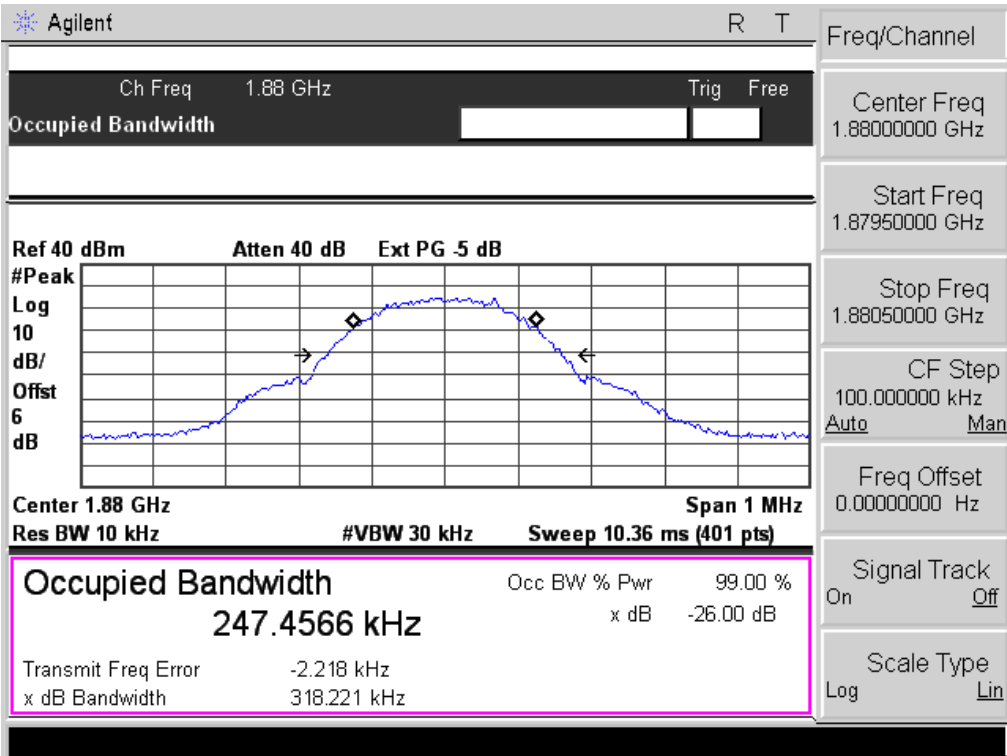 Agilent R T
Ch Freq 1.88 GHz Trig Free
Occupied Bandwidth
Ref 40 dBm Atten 40 dB Ext PG -5 dB
#Peak
Log
10
dB/
Offst
6
dB
Center 1.88 GHz Span 1 MHz
Res BW 10 kHz #VBW 30 kHz Sweep 10.36 ms (401 pts)
Occupied Bandwidth Occ BW % Pwr 99.00 %
247.4566 kHz x dB -26.00 dB
Transmit Freq Error -2.218 kHz
x dB Bandwidth 318.221 kHz
Freq/Channel
Center Freq
1.88000000 GHz
Start Freq
1.87950000 GHz
Stop Freq
1.88050000 GHz
CF Step
100.000000 kHz
Auto Man
Freq Offset
0.00000000 Hz
Signal Track
On Off
Scale Type
Log Lin